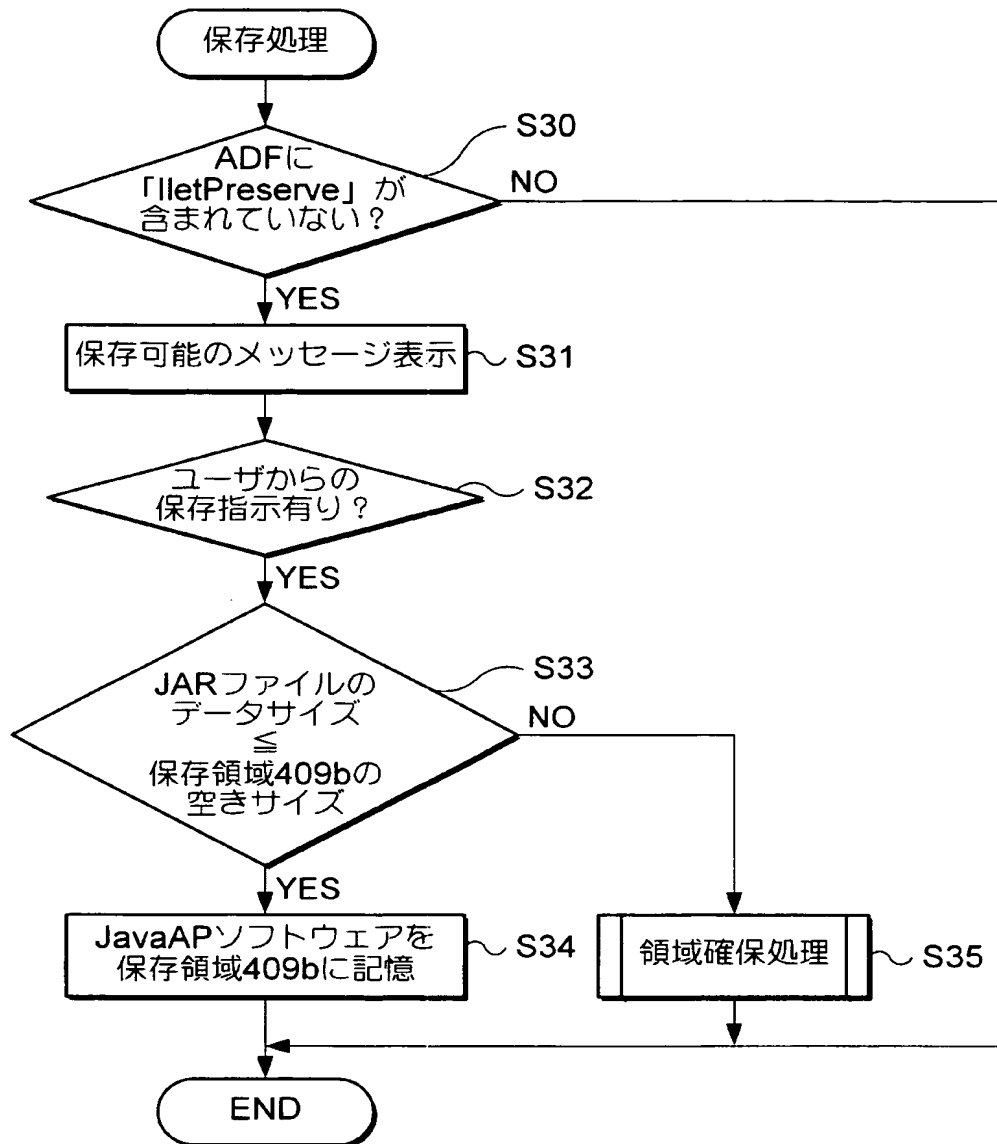 保存処理
S30
ADFに
「IletPreserve」が
含まれていない?
NO
YES
保存可能のメッセージ表示
S31
ユーザからの
保存指示有り?
S32
YES
S33
JARファイルの
データサイズ
≦
保存領域409bの
空きサイズ
NO
YES
JavaAPソフトウェアを
保存領域409bに記憶
S34
領域確保処理
S35
END